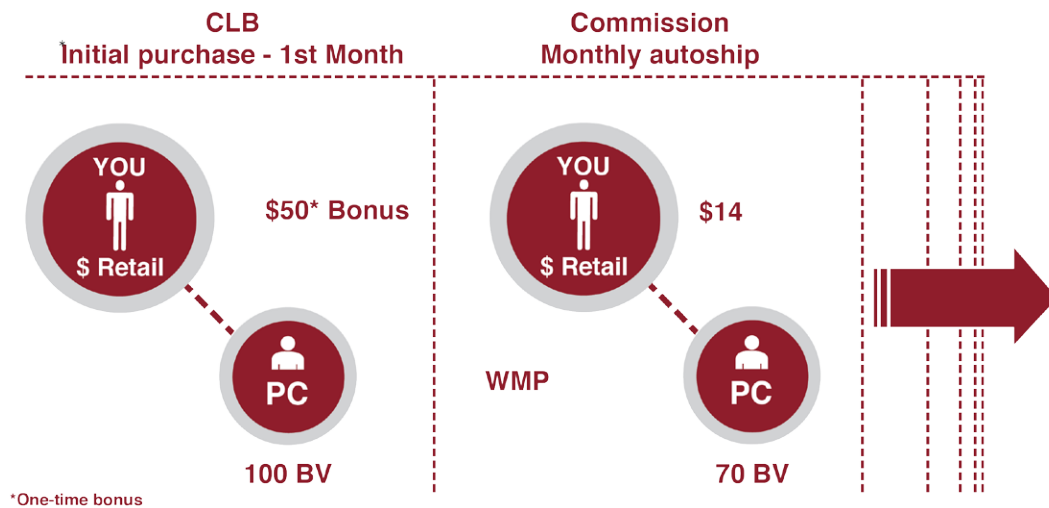 CLB
*Initial purchase - 1st Month
YOU
$ Retail
$50* Bonus
PC
100 BV
*One-time bonus
Commission
Monthly autoship
YOU
$ Retail
$14
WMP
PC
70 BV